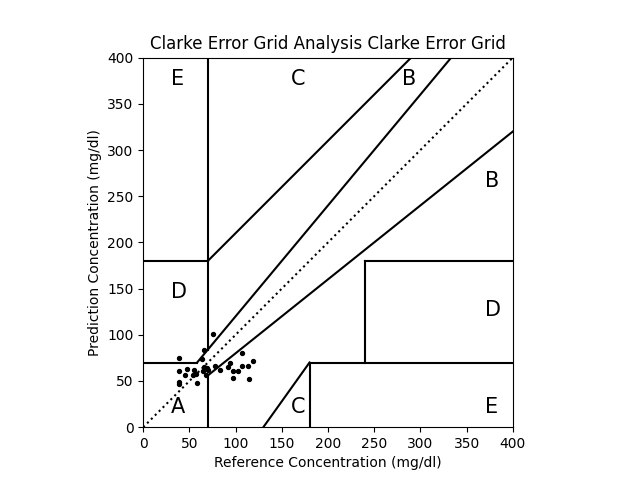 Clarke Error Grid Analysis Clarke Error Grid
400
350
300
250
200
150
100
50
0
Prediction Concentration (mg/dl)
E
C
B
B
D
D
A
C
E
0
50
100
150
200
250
300
350
400
Reference Concentration (mg/dl)